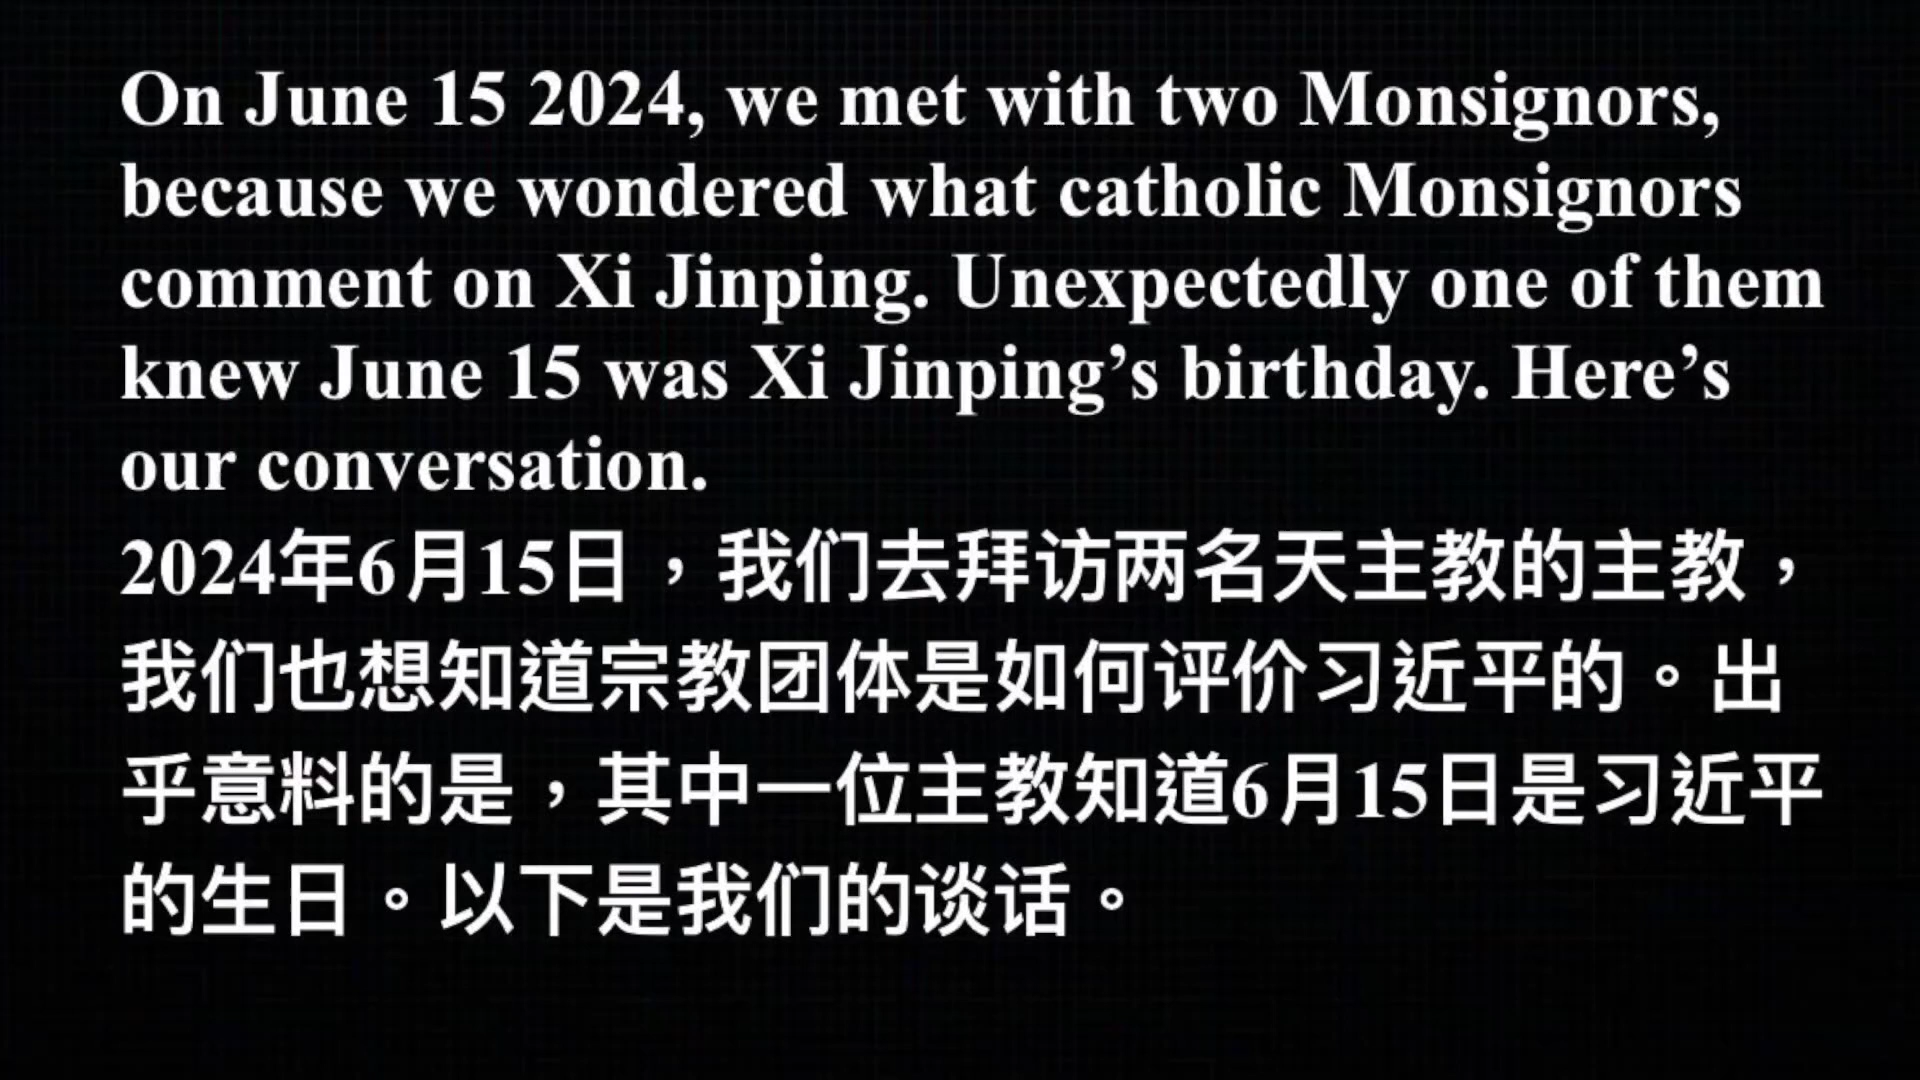 On June 15 2024, we met with two Monsignors,
because we wondered what catholic Monsignors
comment on Xi Jinping. Unexpectedly one of them
knew June 15 was Xi Jinping’s birthday. Here’s
our conversation.
2024年6月15日，我们去拜访两名天主教的主教，
我们也想知道宗教团体是如何评价习近平的。出
乎意料的是，其中一位主教知道6月15日是习近平
的生日。以下是我们的谈话。